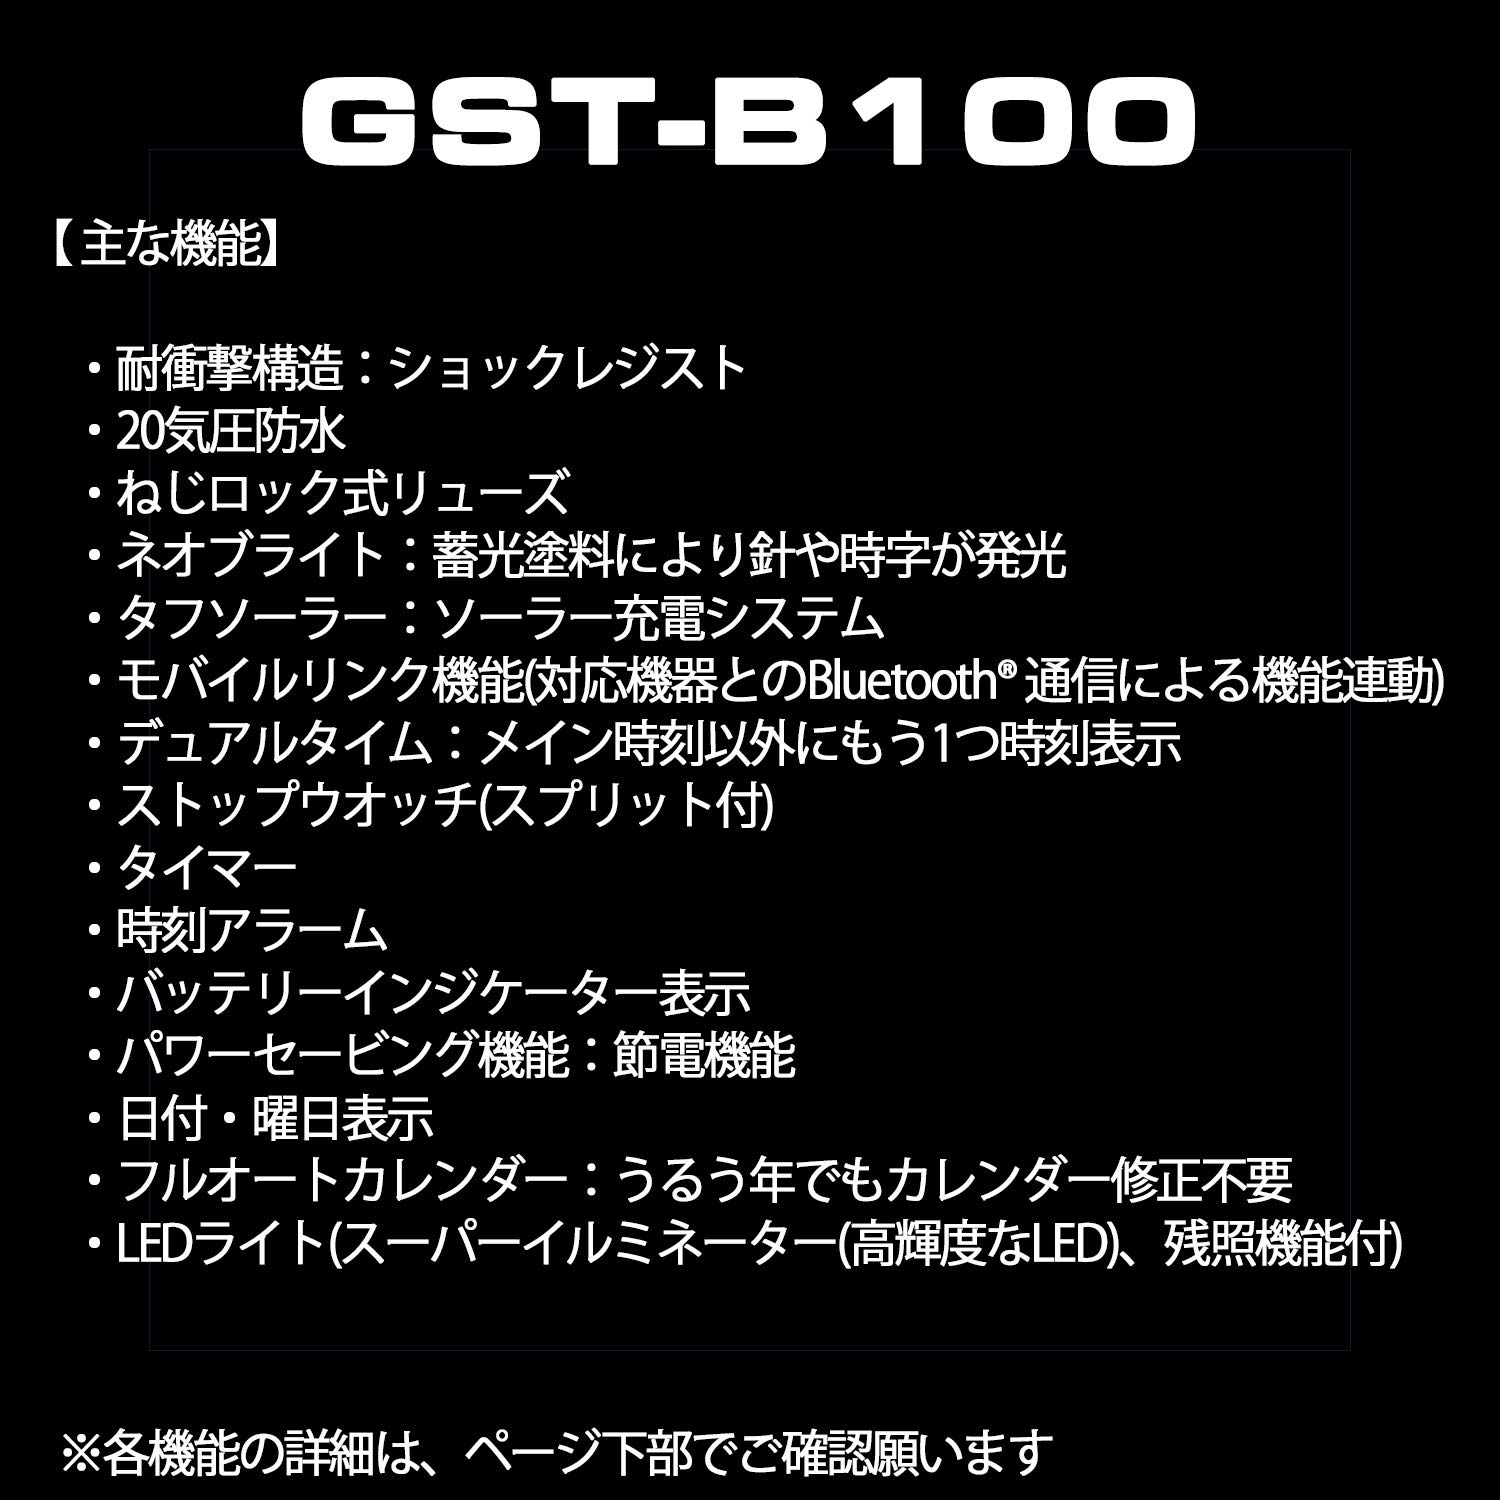 GST-B100
【主な機能】
・耐衝撃構造：ショックレジスト
・20気圧防水
・ねじロック式リューズ
・ネオブライト：蓄光塗料により針や時字が発光
・タフソーラー：ソーラー充電システム
・モバイルリンク機能(対応機器とのBluetooth® 通信による機能連動)
・デュアルタイム：メイン時刻以外にもう1つ時刻表示
・ストップウオッチ(スプリット付)
・タイマー
・時刻アラーム
・バッテリーインジケーター表示
・パワーセービング機能：節電機能
・日付・曜日表示
・フルオートカレンダー：うるう年でもカレンダー修正不要
・LEDライト(スーパーイルミネーター(高輝度なLED)、残照機能付)
※各機能の詳細は、ページ下部でご確認願います